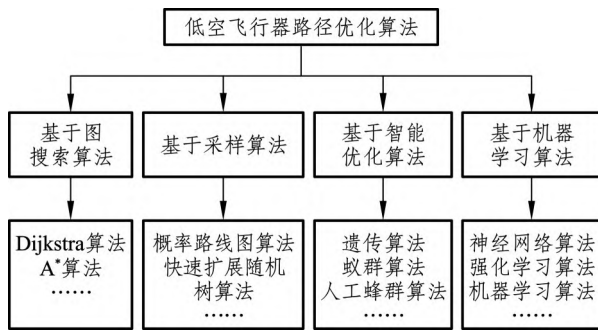 低空飞行器路径优化算法
基于图
搜索算法
基于采样算法
基于智能
优化算法
基于机器
学习算法
Dijkstra算法
A*算法
……
概率路线图算法
快速扩展随机
树算法
……
遗传算法
蚁群算法
人工蜂群算法
……
神经网络算法
强化学习算法
机器学习算法
……